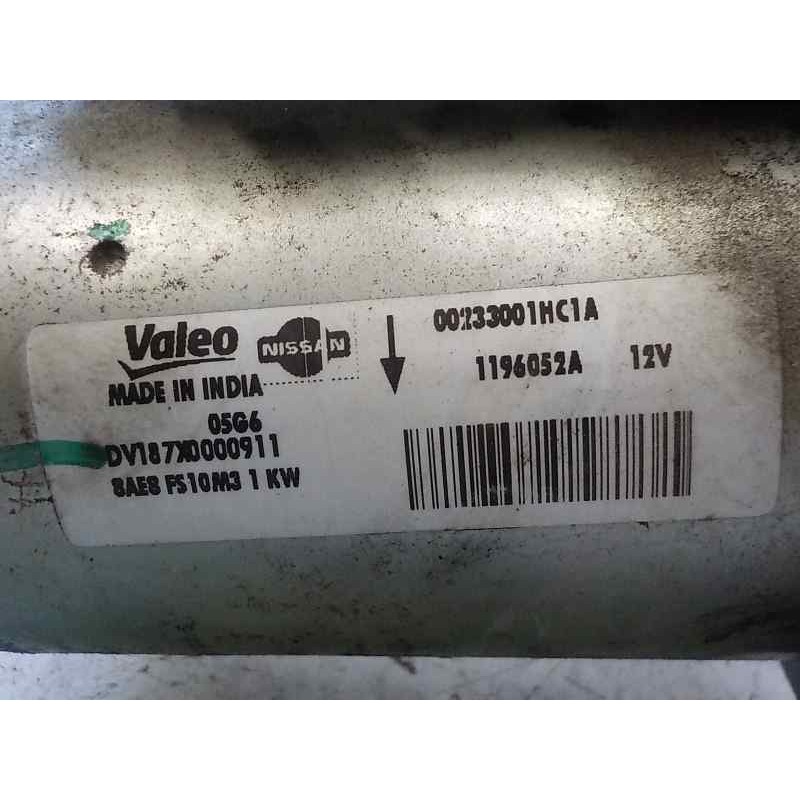 Valeo
NISSAN
MADE IN INDIA
05G6
DV187X0000911
8AE8 FS10M3 1 KW
00233001HC1A
1196052A 12V